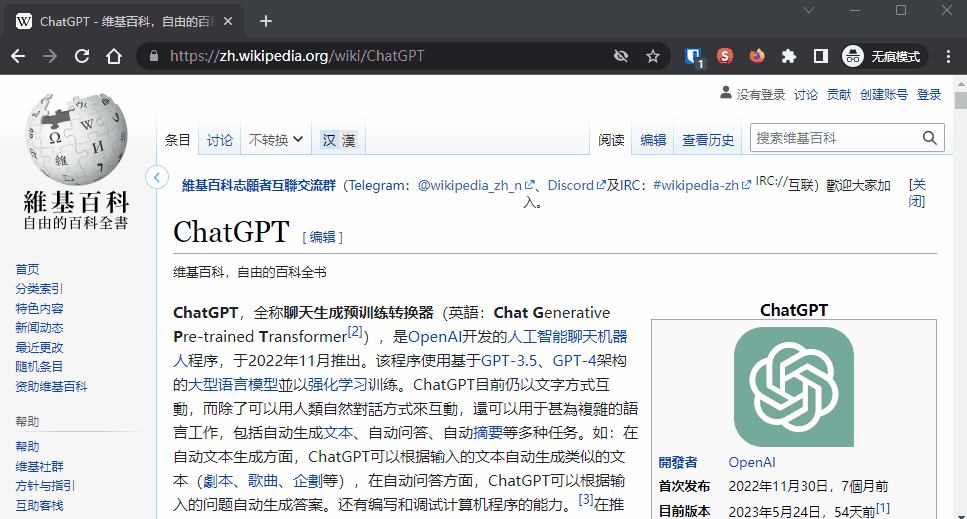 ChatGPT - 维基百科，自由的百科
https://zh.wikipedia.org/wiki/ChatGPT
1
无痕模式
没有登录 讨论 贡献 创建账号 登录
条目 讨论 不转换 汉 漢 阅读 编辑 查看历史 搜索维基百科
維基百科
自由的百科全書
維基百科志願者互聯交流群（Telegram：@wikipedia_zh_n、Discord及IRC：#wikipedia-zh IRC://互联）歡迎大家加入。
[关闭]
ChatGPT [ 编辑 ]
维基百科，自由的百科全书
首页
分类索引
特色内容
新闻动态
最近更改
随机条目
资助维基百科
帮助
帮助
维基社群
方针与指引
互助客栈
ChatGPT，全称聊天生成预训练转换器（英語：Chat Generative
Pre-trained Transformer[2]），是OpenAI开发的人工智能聊天机器
人程序，于2022年11月推出。该程序使用基于GPT-3.5、GPT-4架构
的大型语言模型並以强化学习训练。ChatGPT目前仍以文字方式互
動，而除了可以用人類自然對話方式來互動，還可以用于甚為複雜的語
言工作，包括自动生成文本、自动问答、自动摘要等多种任务。如：在
自动文本生成方面，ChatGPT可以根据输入的文本自动生成类似的文
本（劇本、歌曲、企劃等），在自动问答方面，ChatGPT可以根据输
入的问题自动生成答案。还有编写和调试计算机程序的能力。[3]在推
ChatGPT
開發者 OpenAI
首次发布 2022年11月30日，7個月前
目前版本 2023年5月24日，54天前[1]